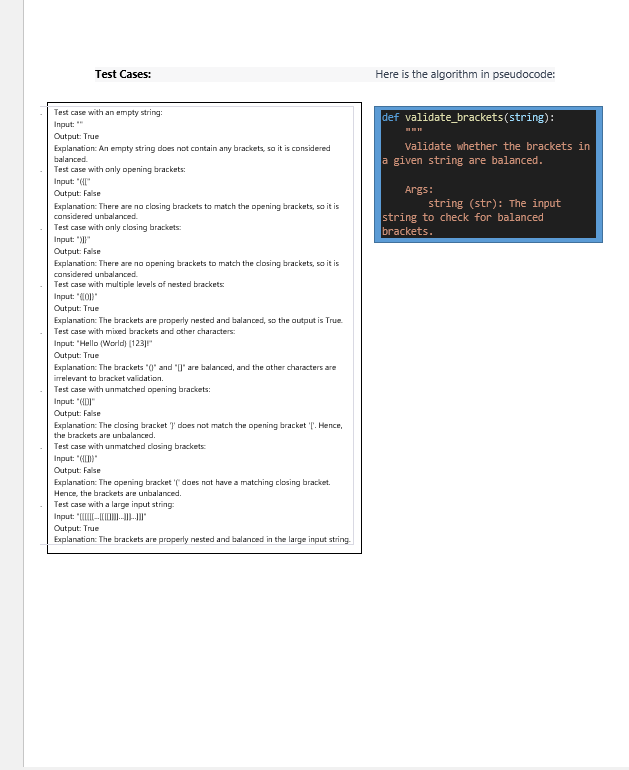 Test Cases:
Here is the algorithm in pseudocode:
Test case with an empty string:
Input: ""
Output: True
Explanation: An empty string does not contain any brackets, so it is considered
balanced.
Test case with only opening brackets:
Input: "({["
Output: False
Explanation: There are no closing brackets to match the opening brackets, so it is
considered unbalanced.
Test case with only closing brackets:
Input: ")}]"
Output: False
Explanation: There are no opening brackets to match the closing brackets, so it is
considered unbalanced.
Test case with multiple levels of nested brackets:
Input:
Output: True
Explanation: The brackets are properly nested and balanced, so the output is True.
Test case with mixed brackets and other characters:
Input: "Hello (World) [123]!"
Output: True
Explanation: The brackets "()" and "[]" are balanced, and the other characters are
irrelevant to bracket validation.
Test case with unmatched opening brackets:
Input:
Output: False
Explanation: The closing bracket does not match the opening bracket Hence,
the brackets are unbalanced.
Test case with unmatched closing brackets:
Input:
Output: False
Explanation: The opening bracket '(' does not have a matching closing bracket.
Hence, the brackets are unbalanced.
Test case with a large input string:
Input:
Output: True
Explanation: The brackets are properly nested and balanced in the large input string.
def validate_brackets(string):
"""
Validate whether the brackets in
a given string are balanced.
Args:
string (str): The input
string to check for balanced
brackets.